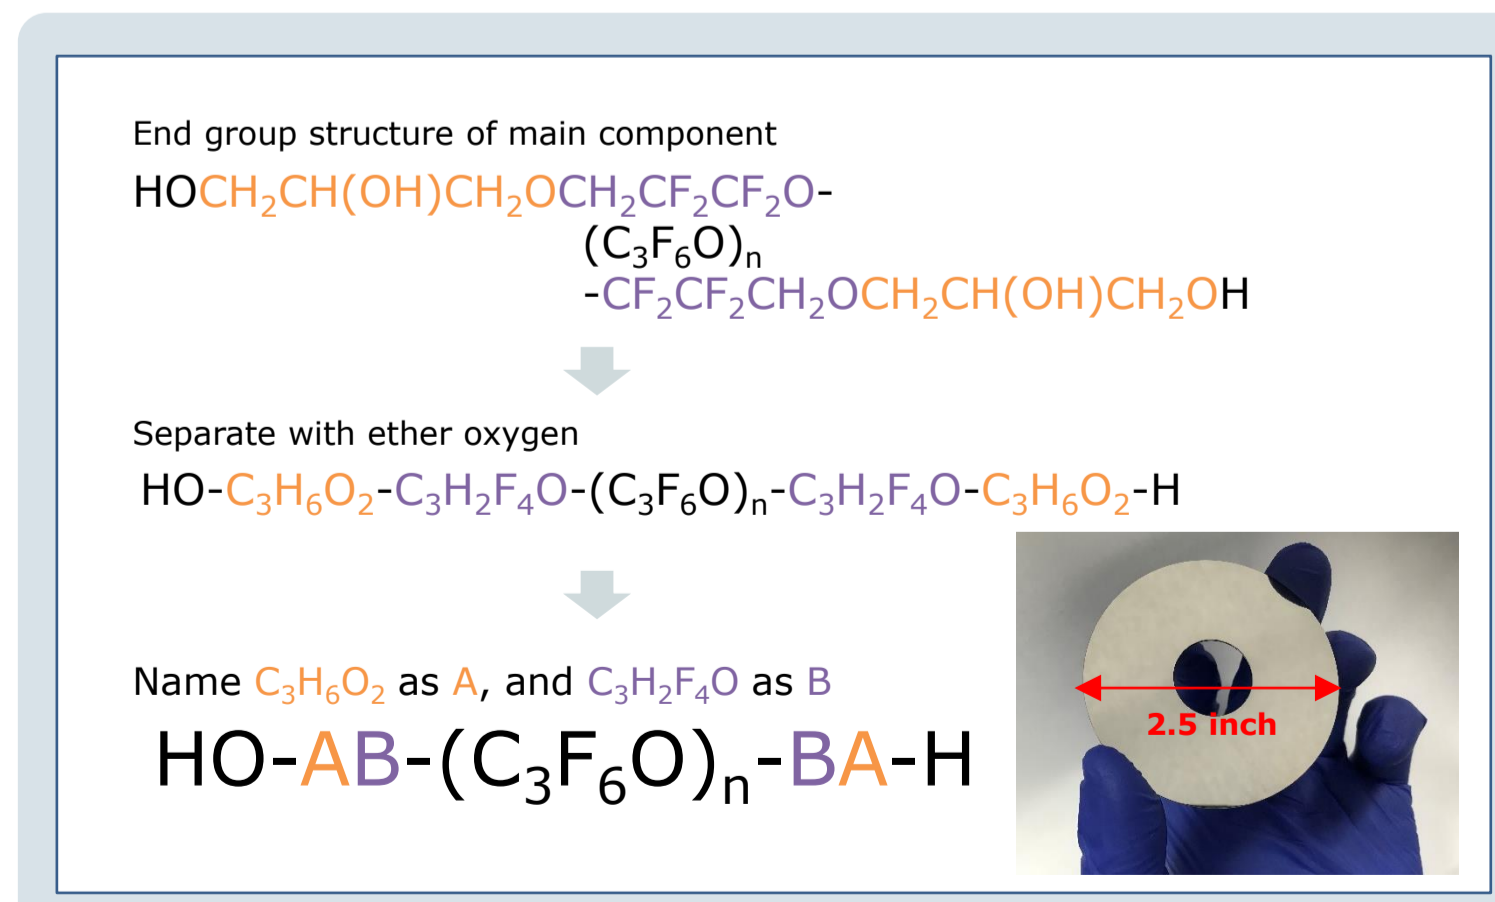 End group structure of main component
HOCH₂CH(OH)CH₂OCH₂CF₂CF₂O-
(C₃F₆O)ₙ
-CF₂CF₂CH₂OCH₂CH(OH)CH₂OH
Separate with ether oxygen
HO-C₃H₆O₂-C₃H₂F₄O-(C₃F₆O)ₙ-C₃H₂F₄O-C₃H₆O₂-H
Name C₃H₆O₂ as A, and C₃H₂F₄O as B
HO-AB-(C₃F₆O)ₙ-BA-H
2.5 inch